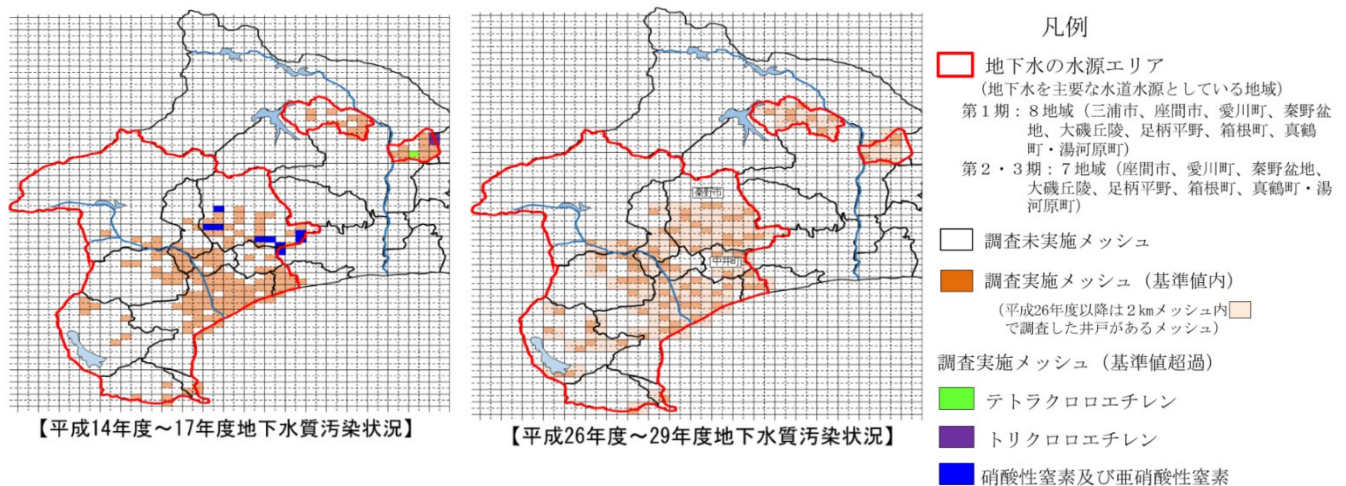 秦野市
中井町
【平成14年度～17年度地下水質汚染状況】
【平成26年度～29年度地下水質汚染状況】
凡例
地下水の水源エリア
（地下水を主要な水道水源としている地域）
第１期：８地域（三浦市、座間市、愛川町、秦野盆
地、大磯丘陵、足柄平野、箱根町、真鶴
町・湯河原町）
第２・３期：７地域（座間市、愛川町、秦野盆地、
大磯丘陵、足柄平野、箱根町、真鶴町・湯
河原町）
調査未実施メッシュ
調査実施メッシュ（基準値内）
（平成26年度以降は２㎞メッシュ内
で調査した井戸があるメッシュ）
調査実施メッシュ（基準値超過）
テトラクロロエチレン
トリクロロエチレン
硝酸性窒素及び亜硝酸性窒素